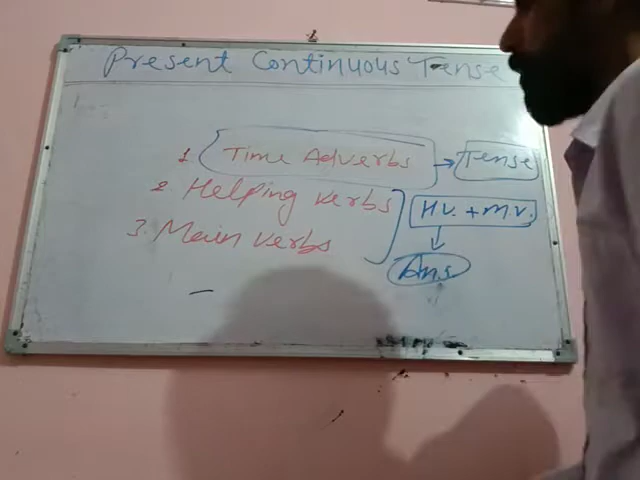 Present Continuous Tense
1 Time Adverbs → Tense
2 Helping verbs
H.V. + M.V.
3. Main verbs
Ans